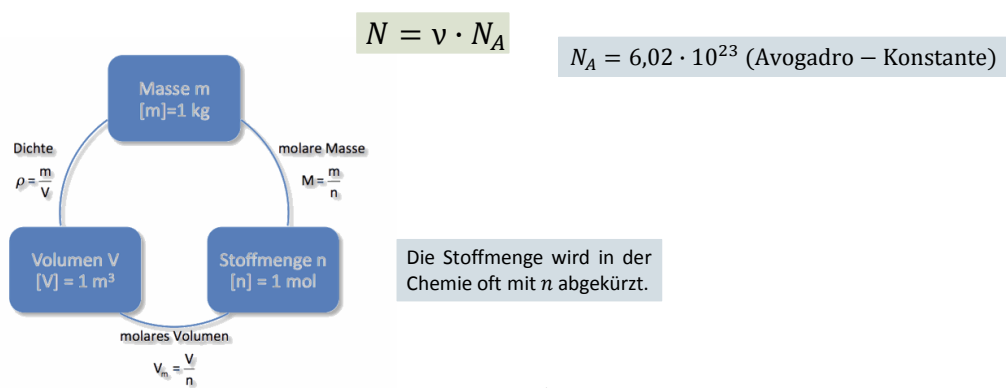 N = ν · N_A
N_A = 6,02 · 10^23 (Avogadro − Konstante)
Masse m
[m]=1 kg
Dichte
ρ = m/V
molare Masse
M = m/n
Volumen V
[V] = 1 m³
Stoffmenge n
[n] = 1 mol
Die Stoffmenge wird in der
Chemie oft mit n abgekürzt.
molares Volumen
V_m = V/n